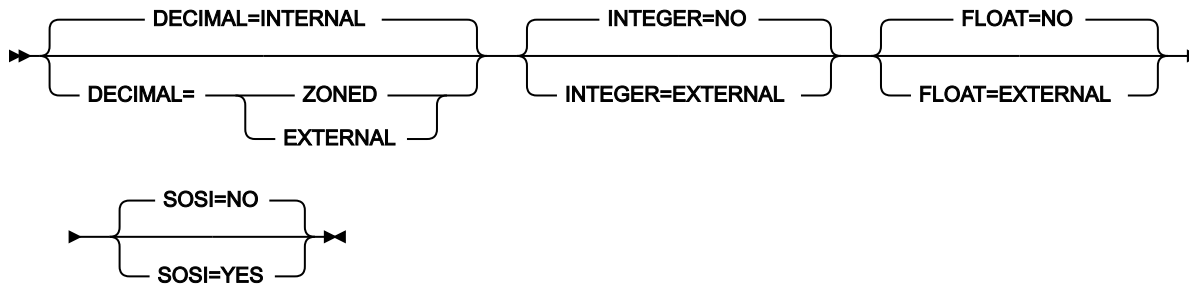 DECIMAL=INTERNAL INTEGER=NO FLOAT=NO
DECIMAL= ZONED INTEGER=EXTERNAL FLOAT=EXTERNAL
EXTERNAL
SOSI=NO
SOSI=YES